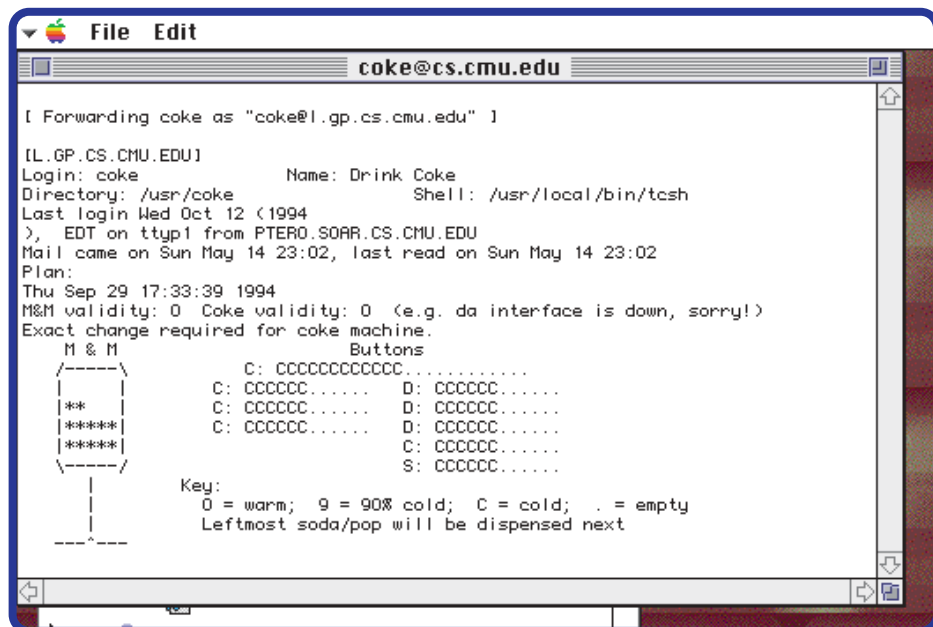 File Edit
coke@cs.cmu.edu
[ Forwarding coke as "coke@l.gp.cs.cmu.edu" ]
[L.GP.CS.CMU.EDU]
Login: coke Name: Drink Coke
Directory: /usr/coke Shell: /usr/local/bin/tcsh
Last login Wed Oct 12 (1994
), EDT on ttyp1 from PTERO.SOAR.CS.CMU.EDU
Mail came on Sun May 14 23:02, last read on Sun May 14 23:02
Plan:
Thu Sep 29 17:33:39 1994
M&M validity: 0 Coke validity: 0 (e.g. da interface is down, sorry!)
Exact change required for coke machine.
M & M Buttons
/-----\ C: CCCCCCCCCCCC............
| | C: CCCCCC...... D: CCCCCC......
|** | C: CCCCCC...... D: CCCCCC......
|*****| C: CCCCCC...... D: CCCCCC......
|*****| C: CCCCCC......
\-----/ S: CCCCCC......
| Key:
| 0 = warm; 9 = 90% cold; C = cold; . = empty
| Leftmost soda/pop will be dispensed next
---^---